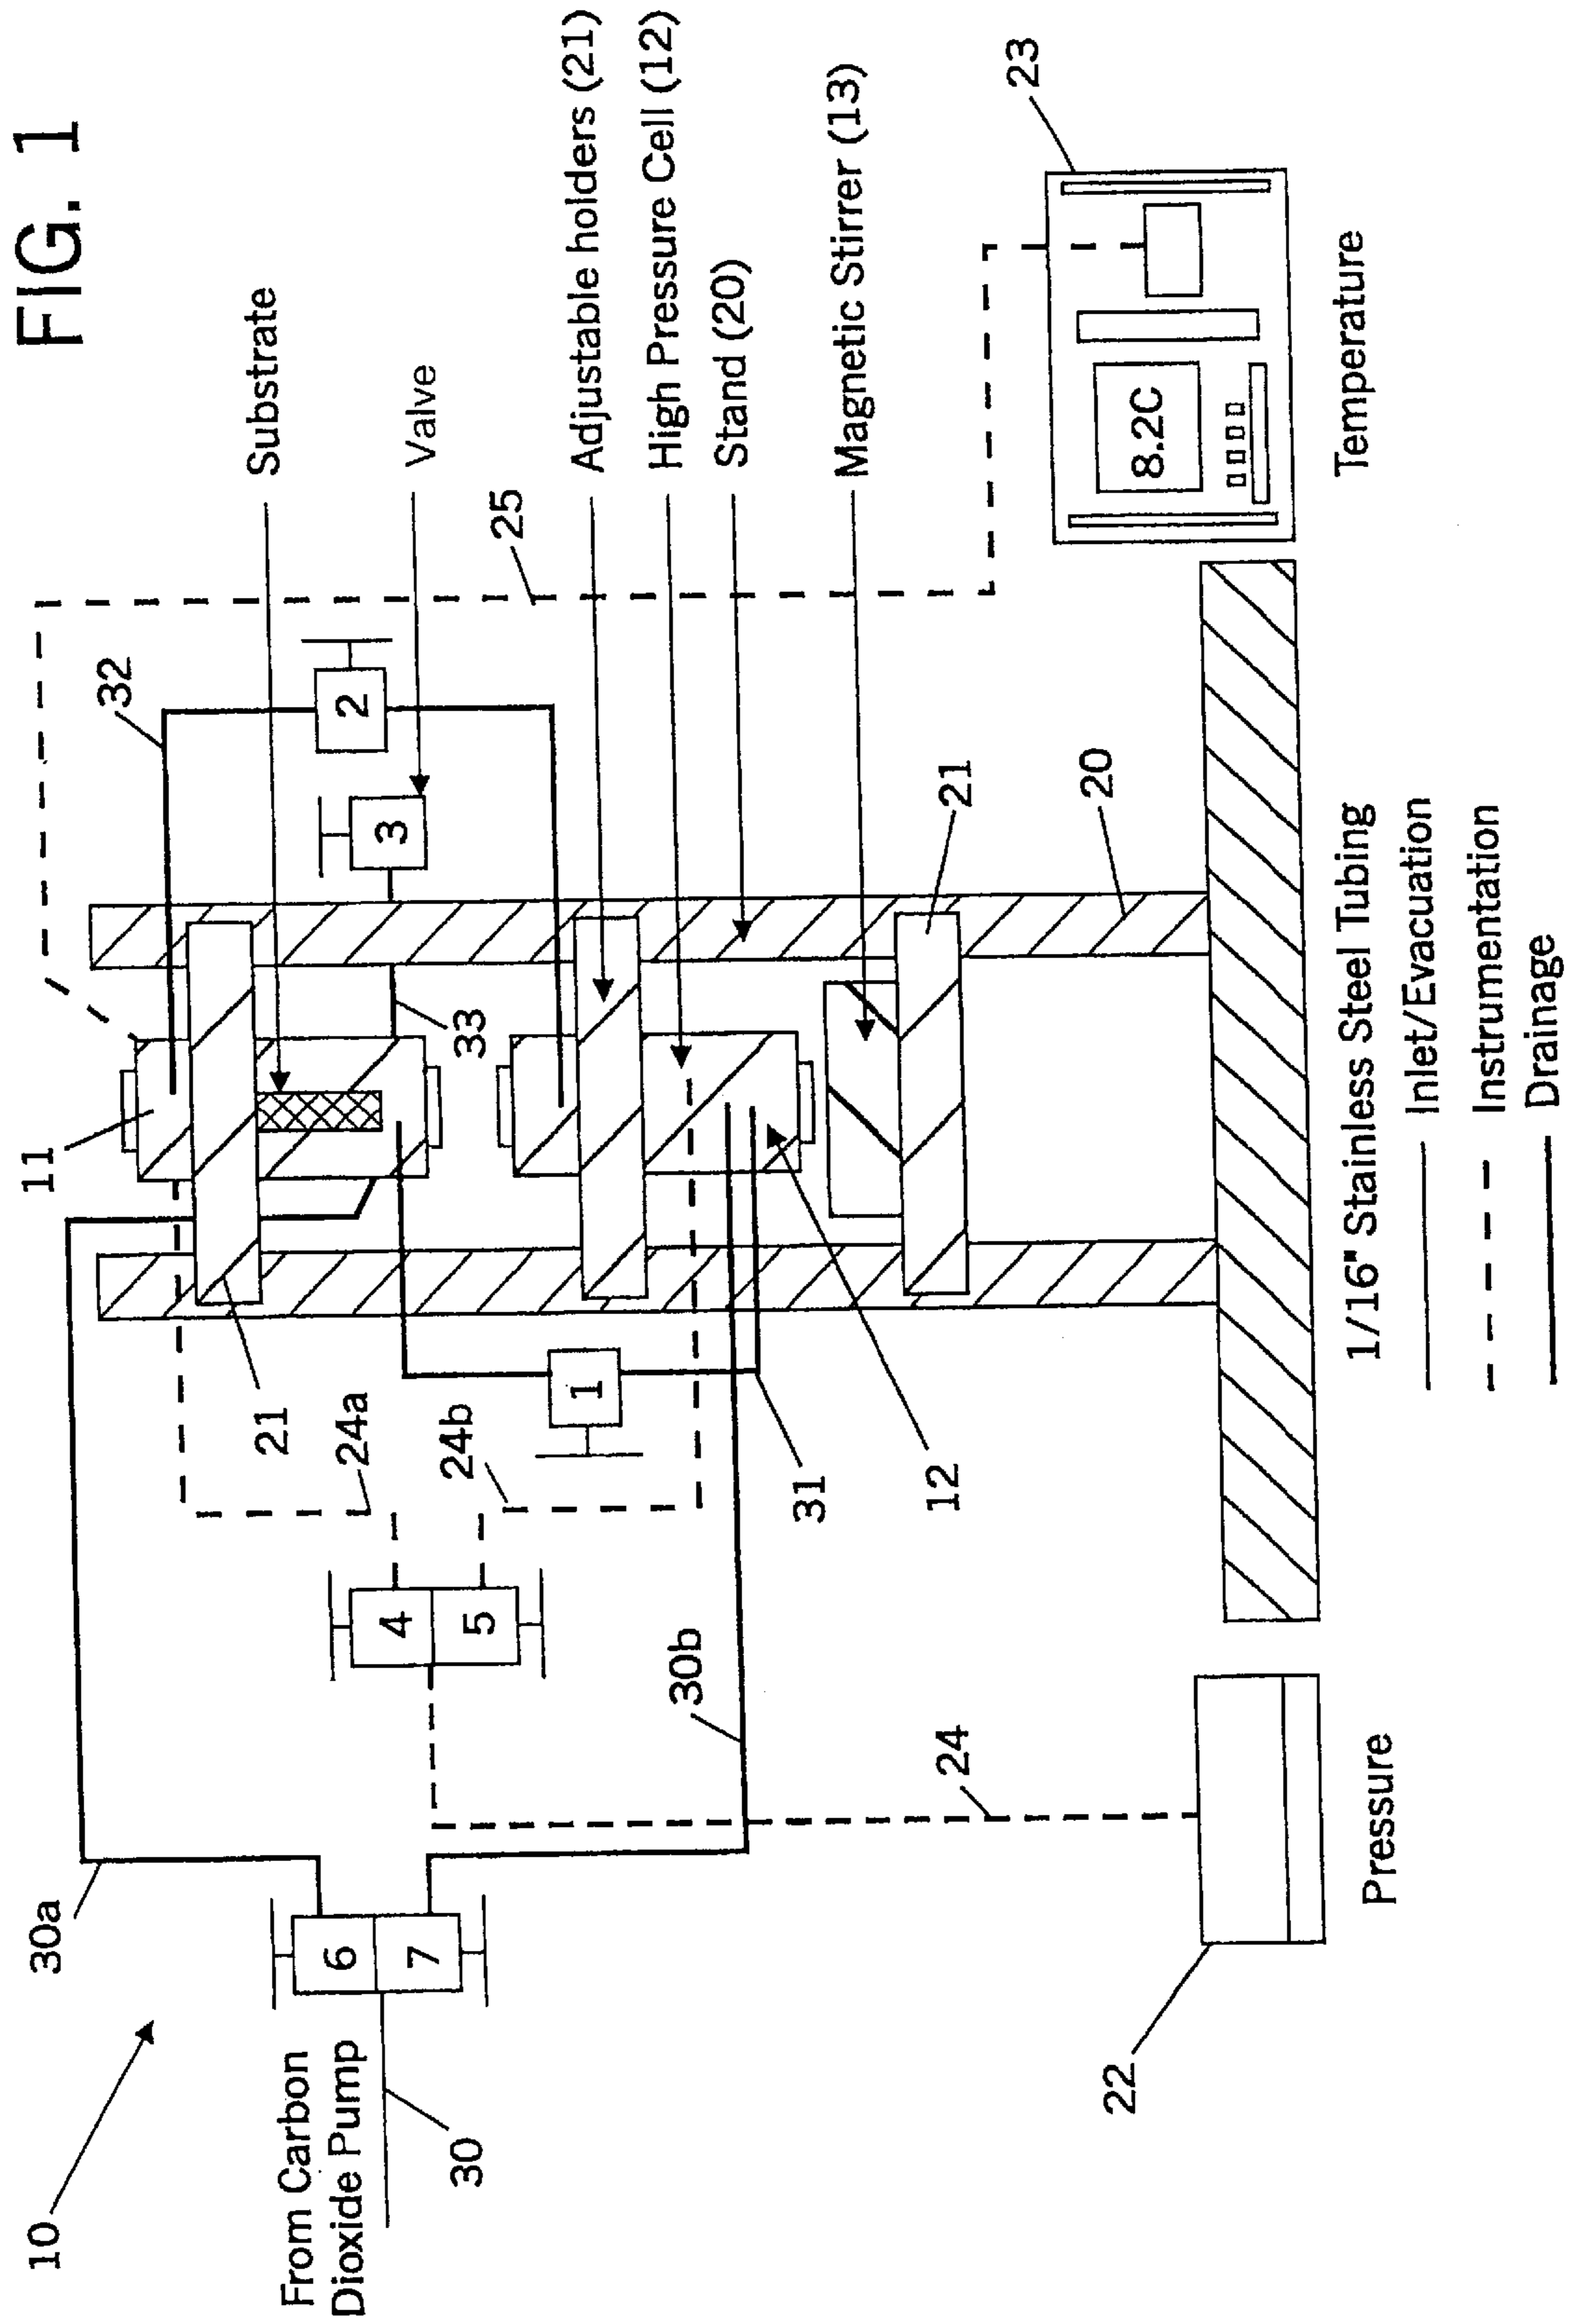 FIG. 1
10
30a
From Carbon
Dioxide Pump
30
6
7
4
5
24a
24b
21
11
1
31
12
30b
24
22
Pressure
32
33
2
3
25
Substrate
Valve
Adjustable holders (21)
High Pressure Cell (12)
Stand (20)
Magnetic Stirrer (13)
21
20
23
8.2C
Temperature
1/16" Stainless Steel Tubing
Inlet/Evacuation
Instrumentation
Drainage